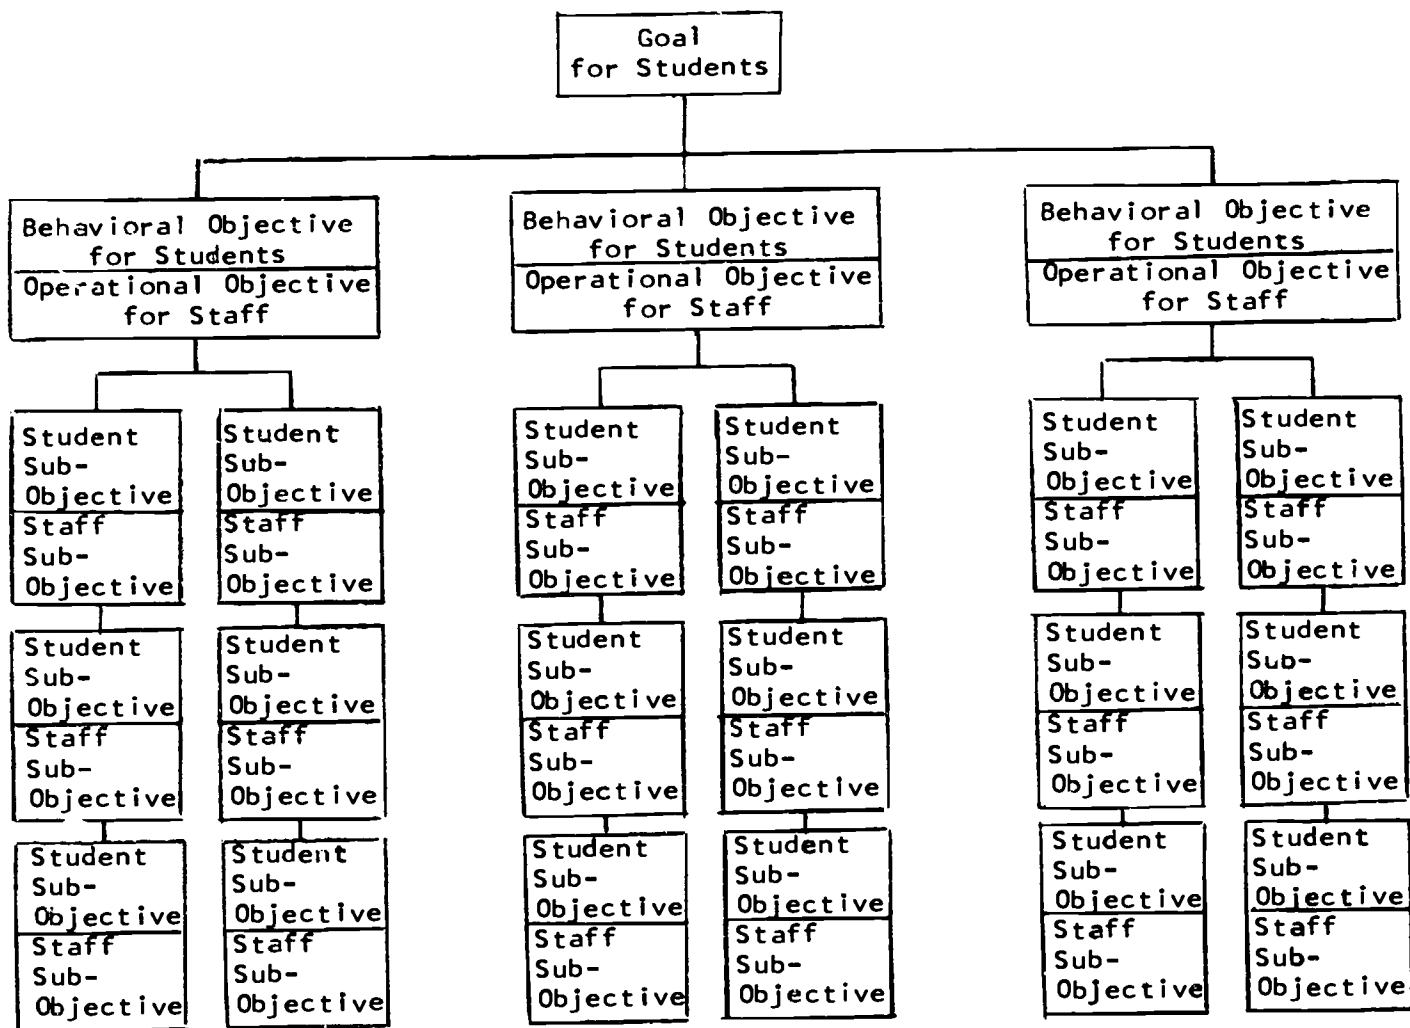 Goal
for Students
Behavioral Objective
for Students
Operational Objective
for Staff
Behavioral Objective
for Students
Operational Objective
for Staff
Behavioral Objective
for Students
Operational Objective
for Staff
Student
Sub-
Objective
Staff
Sub-
Objective
Student
Sub-
Objective
Staff
Sub-
Objective
Student
Sub-
Objective
Staff
Sub-
Objective
Student
Sub-
Objective
Staff
Sub-
Objective
Student
Sub-
Objective
Staff
Sub-
Objective
Student
Sub-
Objective
Staff
Sub-
Objective
Student
Sub-
Objective
Staff
Sub-
Objective
Student
Sub-
Objective
Staff
Sub-
Objective
Student
Sub-
Objective
Staff
Sub-
Objective
Student
Sub-
Objective
Staff
Sub-
Objective
Student
Sub-
Objective
Staff
Sub-
Objective
Student
Sub-
Objective
Staff
Sub-
Objective
Student
Sub-
Objective
Staff
Sub-
Objective
Student
Sub-
Objective
Staff
Sub-
Objective
Student
Sub-
Objective
Staff
Sub-
Objective
Student
Sub-
Objective
Staff
Sub-
Objective
Student
Sub-
Objective
Staff
Sub-
Objective
Student
Sub-
Objective
Staff
Sub-
Objective